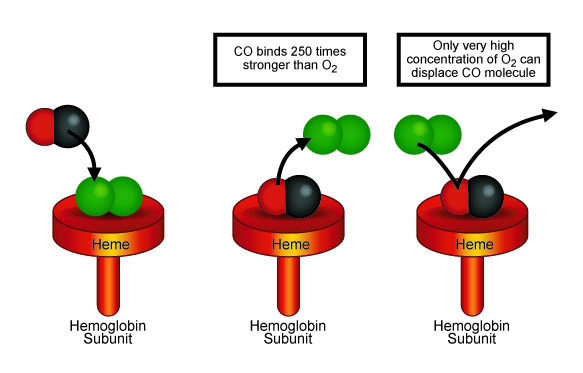 CO binds 250 times
stronger than O₂
Only very high
concentration of O₂ can
displace CO molecule
Heme
Heme
Heme
Hemoglobin
Subunit
Hemoglobin
Subunit
Hemoglobin
Subunit